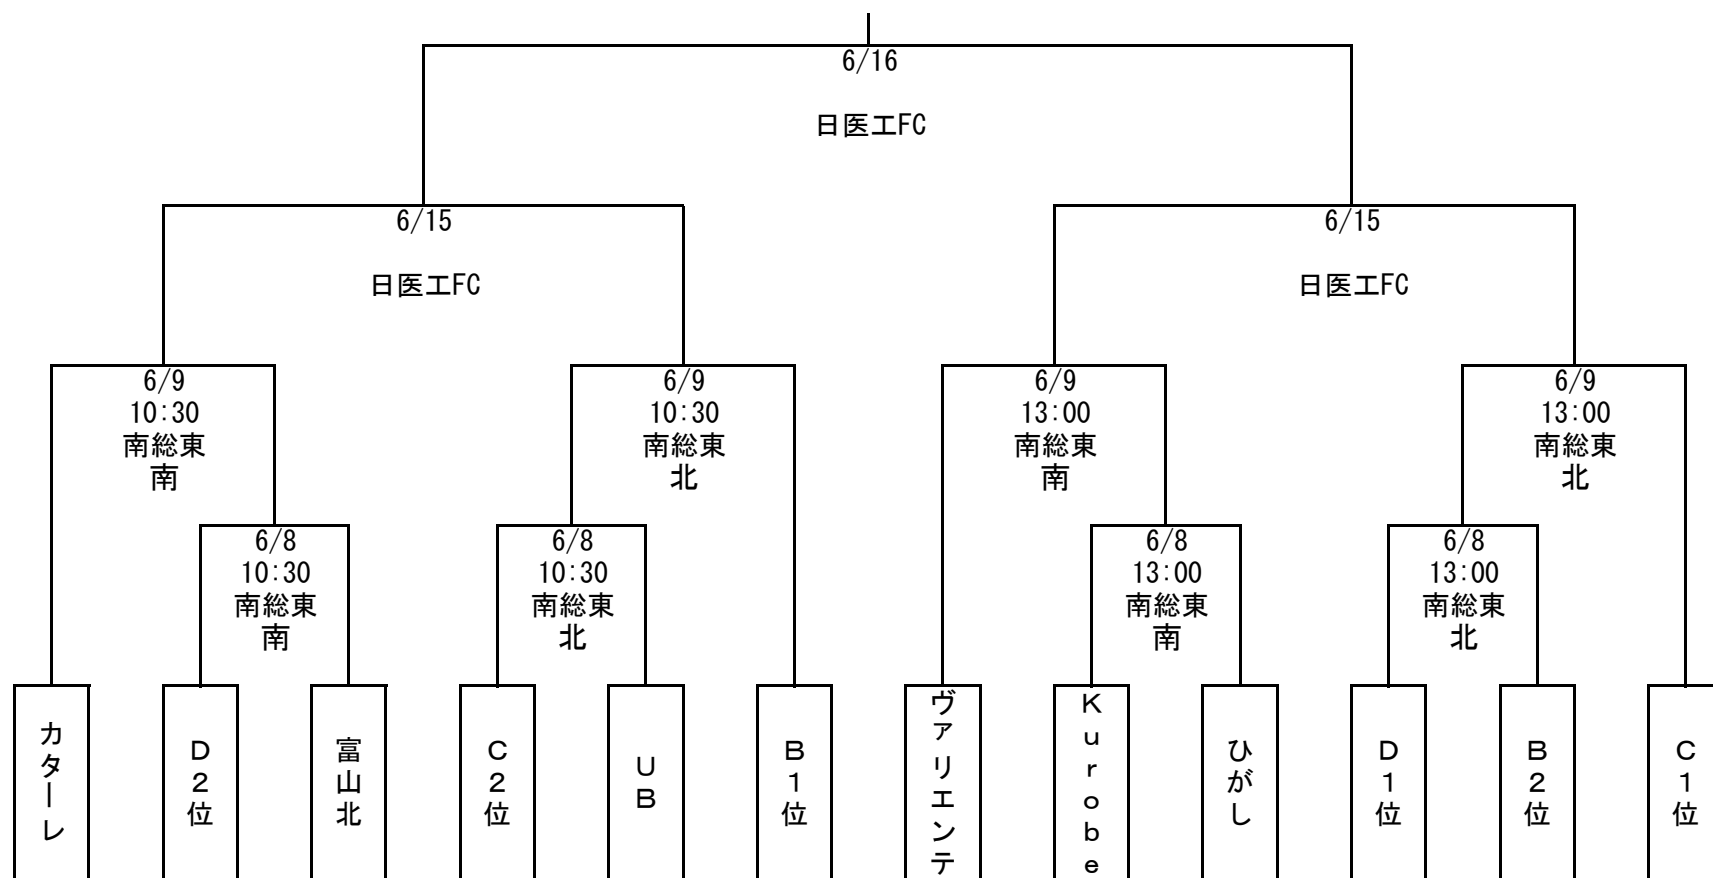 6/16
日医工FC
6/15
6/15
日医工FC
日医工FC
6/9
10:30
南総東
南
6/9
10:30
南総東
北
6/9
13:00
南総東
南
6/9
13:00
南総東
北
6/8
10:30
南総東
南
6/8
10:30
南総東
北
6/8
13:00
南総東
南
6/8
13:00
南総東
北
カターレ
D2位
富山北
C2位
UB
B1位
ヴァリエンテ
Kurobe
ひがし
D1位
B2位
C1位